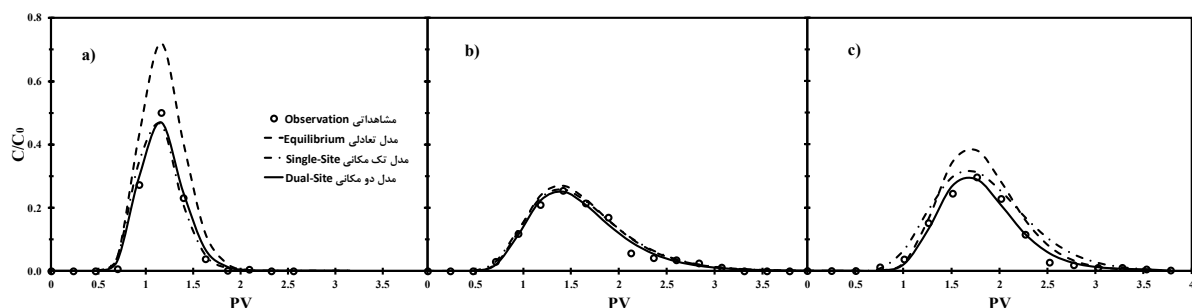 0.8
0.6
0.4
0.2
0.0
C/C₀
a)
Observation مشاهداتی
Equilibrium مدل تعادلی
Single-Site مدل تک مکانی
Dual-Site مدل دو مکانی
0 0.5 1 1.5 2 2.5 3 3.5
PV
b)
0 0.5 1 1.5 2 2.5 3 3.5
PV
c)
0 0.5 1 1.5 2 2.5 3 3.5 4
PV